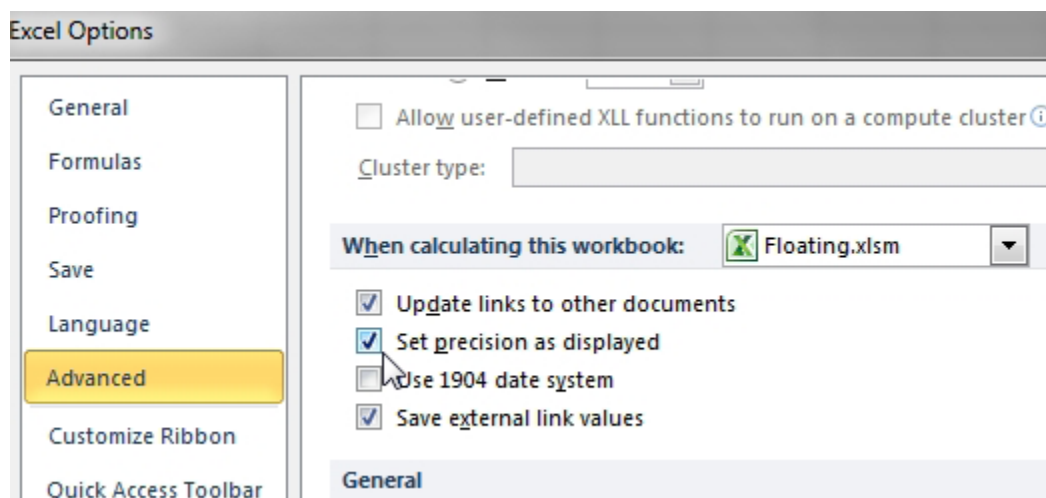 Excel Options
General
Formulas
Proofing
Save
Language
Advanced
Customize Ribbon
Quick Access Toolbar
Allow user-defined XLL functions to run on a compute cluster
Cluster type:
When calculating this workbook: Floating.xlsm
Update links to other documents
Set precision as displayed
Use 1904 date system
Save external link values
General